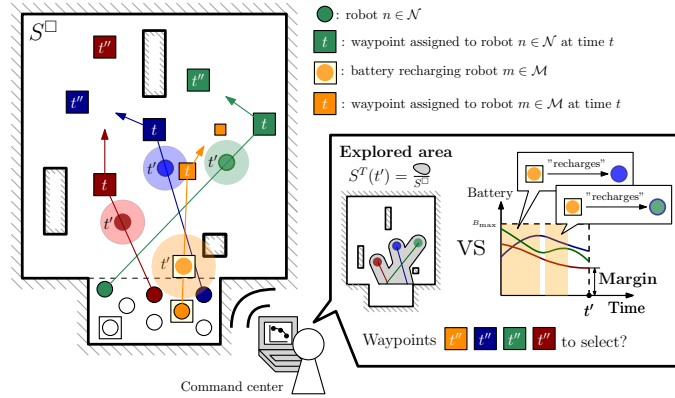 S□
: robot n ∈ 𝒩
t : waypoint assigned to robot n ∈ 𝒩 at time t
: battery recharging robot m ∈ ℳ
t : waypoint assigned to robot m ∈ ℳ at time t
t″
t″
t″
t
t
t
t
t′
t′
t′
t′
Explored area
S^T(t′) = / S□
Battery
"recharges"
"recharges"
B_max
VS
Margin
t′
Time
Waypoints t″ t″ t″ t″ to select?
Command center